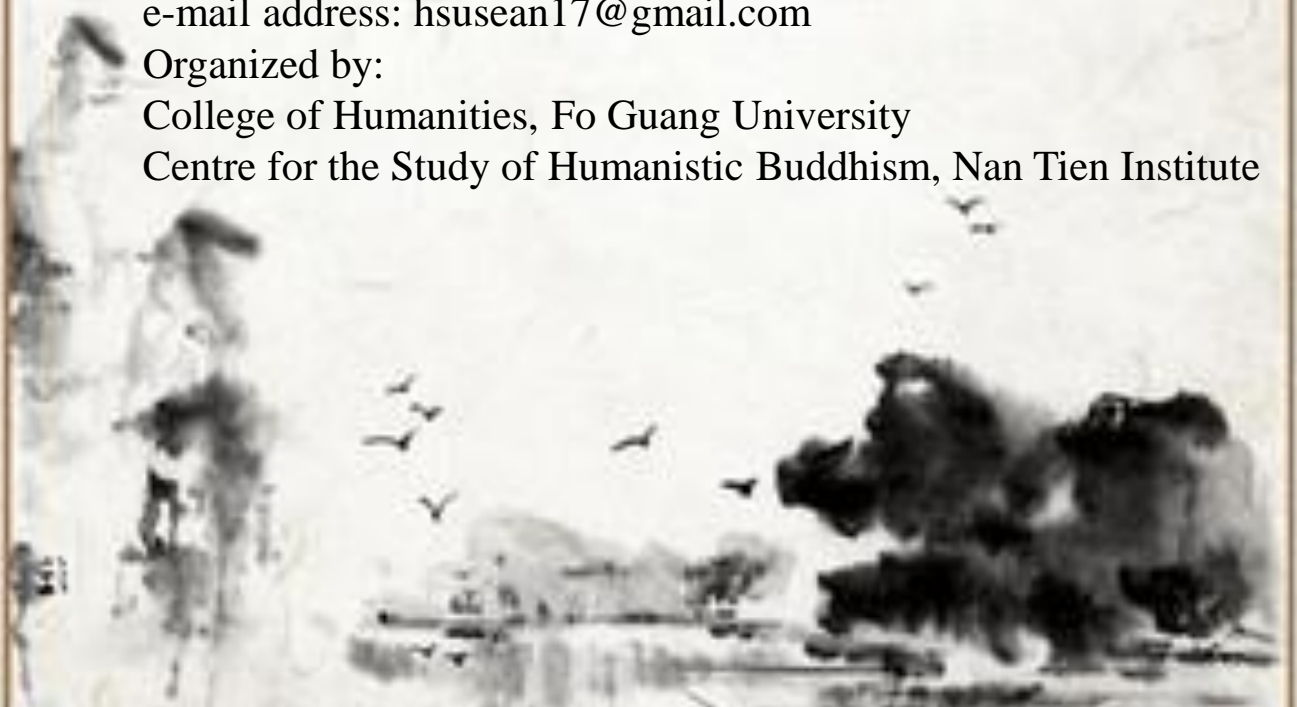 e-mail address: hsusean17@gmail.com
Organized by:
College of Humanities, Fo Guang University
Centre for the Study of Humanistic Buddhism, Nan Tien Institute